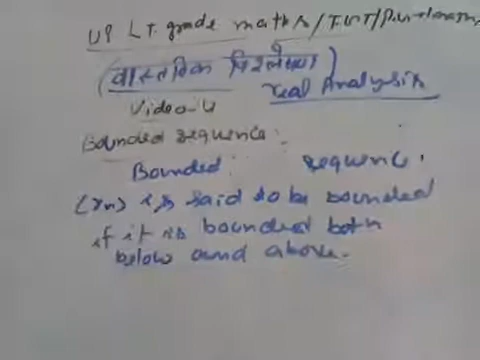 UP LT. grade maths/T.G.T/P.
(वास्तविक विश्लेषण)
real Analysis
Video-4
Bounded sequence:
Bounded sequence.
(xn) is said to be bounded
if it is bounded both
below and above.